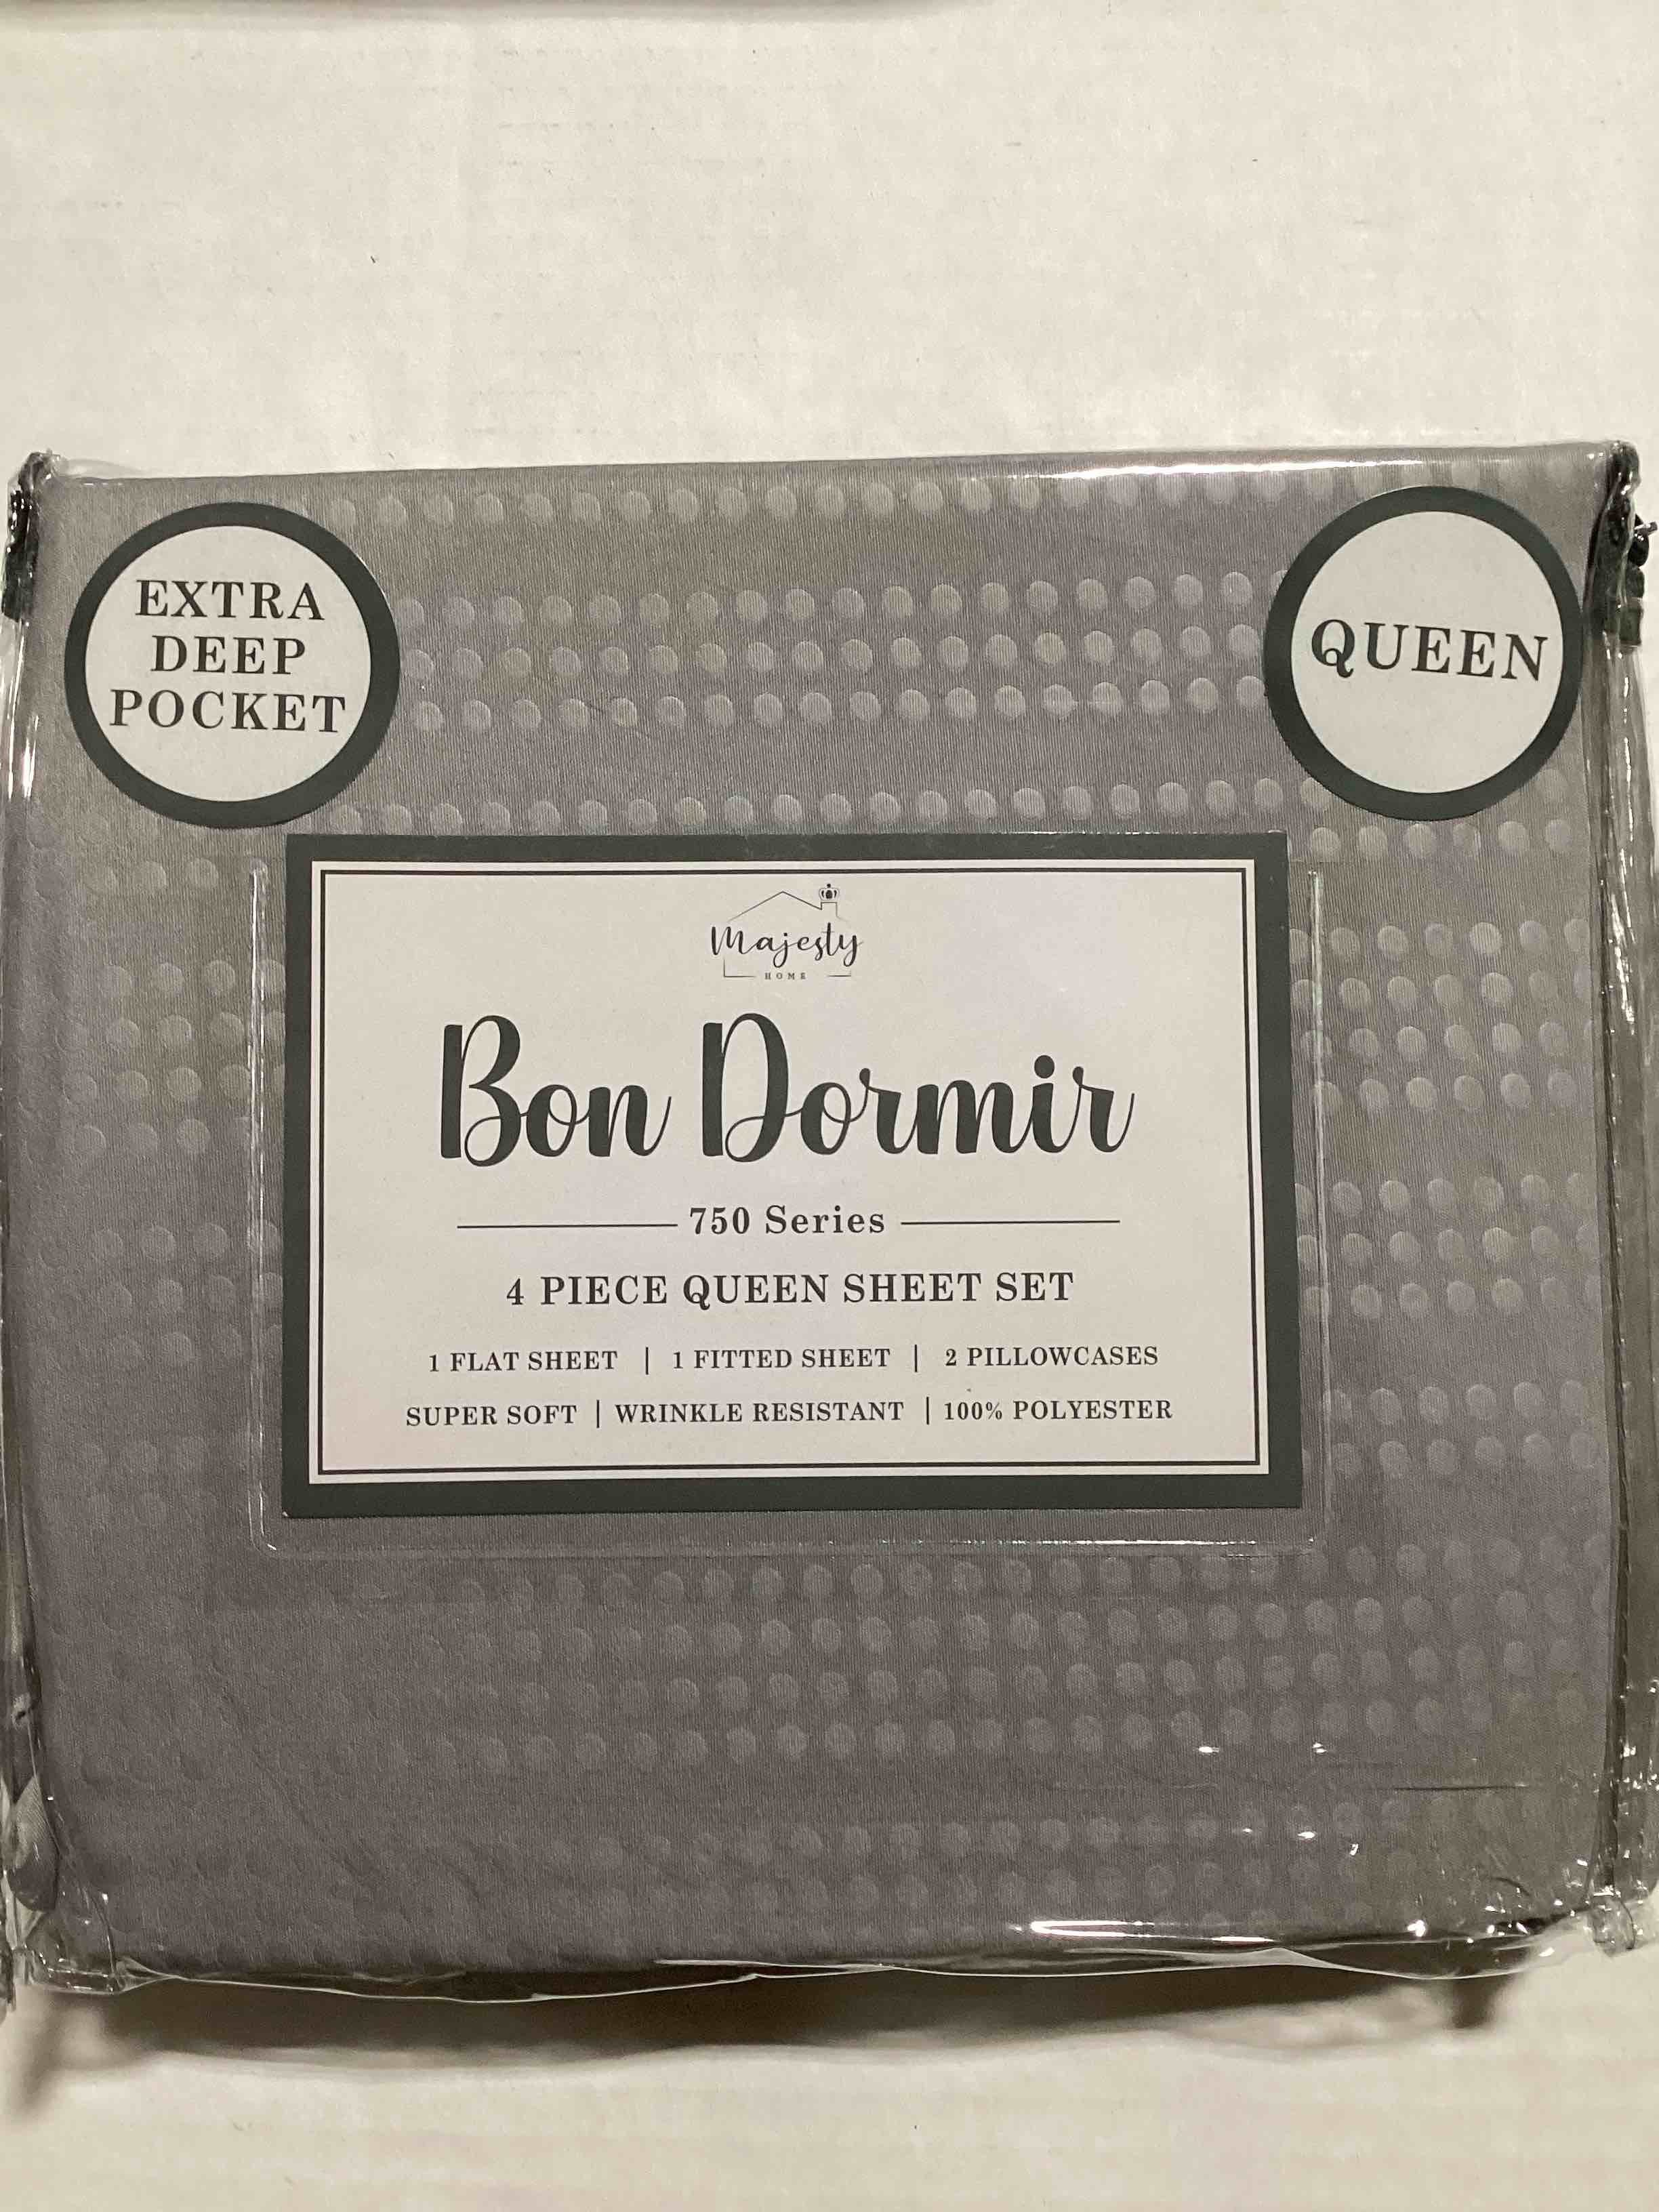 EXTRA
DEEP
POCKET
QUEEN
Majesty
HOME
Bon Dormir
750 Series
4 PIECE QUEEN SHEET SET
1 FLAT SHEET | 1 FITTED SHEET | 2 PILLOWCASES
SUPER SOFT | WRINKLE RESISTANT | 100% POLYESTER